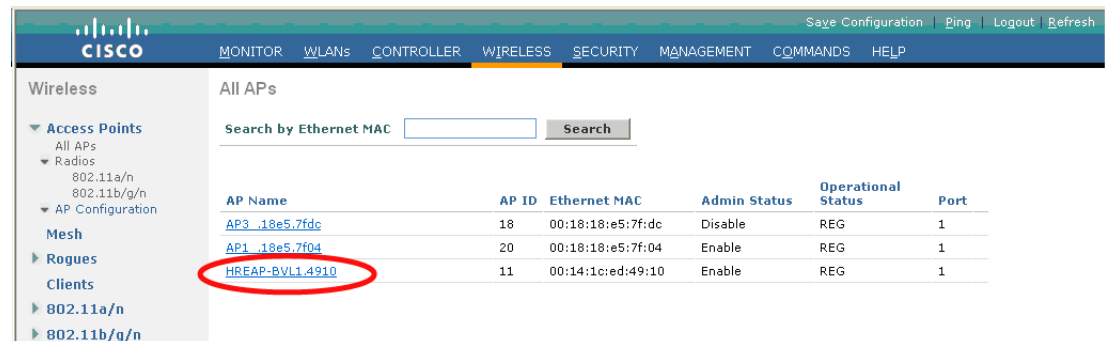 Save Configuration | Ping | Logout | Refresh
CISCO
MONITOR WLANs CONTROLLER WIRELESS SECURITY MANAGEMENT COMMANDS HELP
Wireless
Access Points
All APs
Radios
802.11a/n
802.11b/g/n
AP Configuration
Mesh
Rogues
Clients
802.11a/n
802.11b/g/n
All APs
Search by Ethernet MAC Search
AP Name AP ID Ethernet MAC Admin Status Operational Status Port
AP3_.18e5.7fdc 18 00:18:18:e5:7f:dc Disable REG 1
AP1_.18e5.7f04 20 00:18:18:e5:7f:04 Enable REG 1
HREAP-BVL1.4910 11 00:14:1c:ed:49:10 Enable REG 1